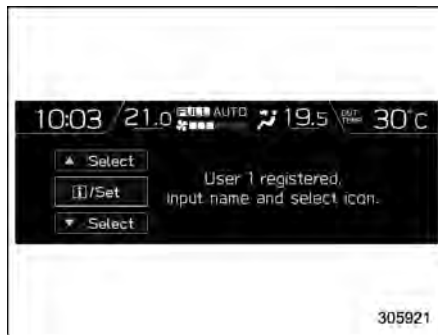 10:03 21.0 FULL AUTO 19.5 OUT TEMP 30°C
▲ Select
i/Set
▼ Select
User 1 registered.
Input name and select icon.
305921